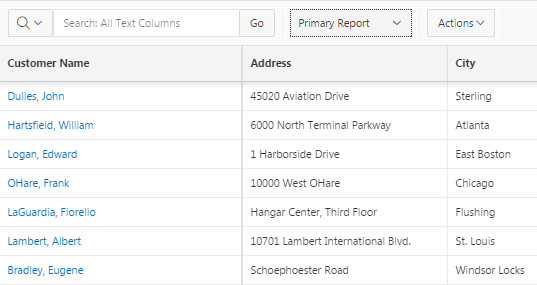 Search: All Text Columns Go Primary Report Actions
Customer Name Address City
Dulles, John 45020 Aviation Drive Sterling
Hartsfield, William 6000 North Terminal Parkway Atlanta
Logan, Edward 1 Harborside Drive East Boston
OHare, Frank 10000 West OHare Chicago
LaGuardia, Fiorello Hangar Center, Third Floor Flushing
Lambert, Albert 10701 Lambert International Blvd. St. Louis
Bradley, Eugene Schoephoester Road Windsor Locks